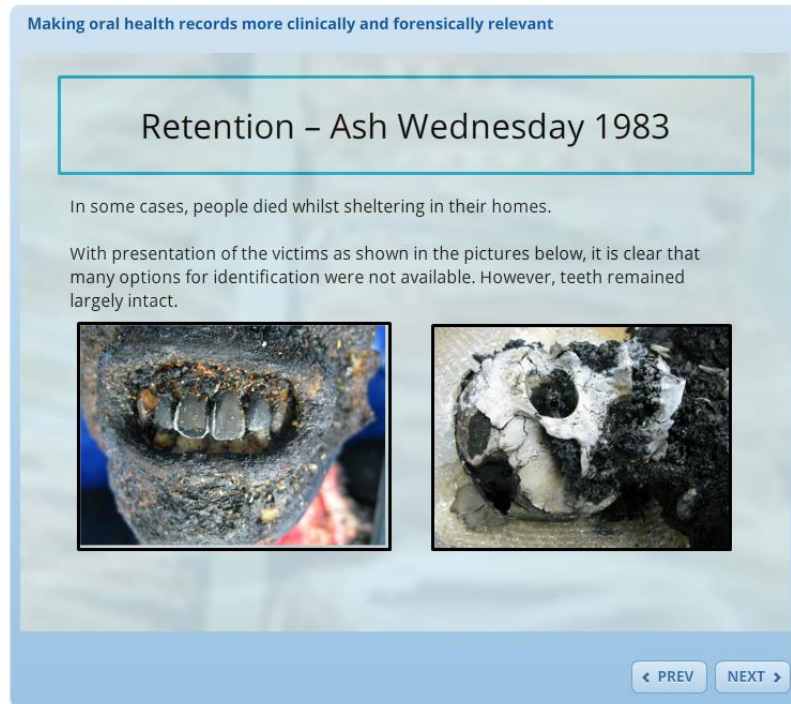 Making oral health records more clinically and forensically relevant
Retention – Ash Wednesday 1983
In some cases, people died whilst sheltering in their homes.
With presentation of the victims as shown in the pictures below, it is clear that
many options for identification were not available. However, teeth remained
largely intact.
PREV
NEXT